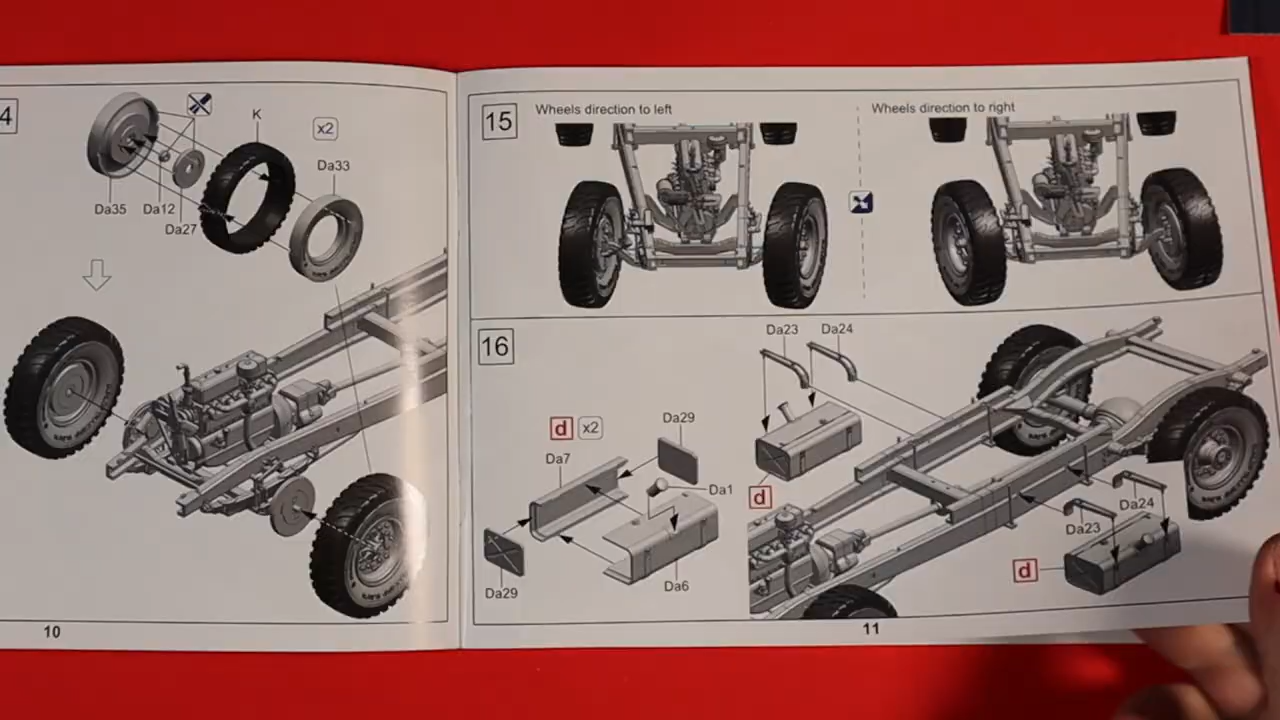 4
K
x2
Da33
Da35
Da12
Da27
10
15
Wheels direction to left
Wheels direction to right
16
Da23
Da24
d
x2
Da29
Da7
Da1
d
Da24
Da23
d
Da29
Da6
11